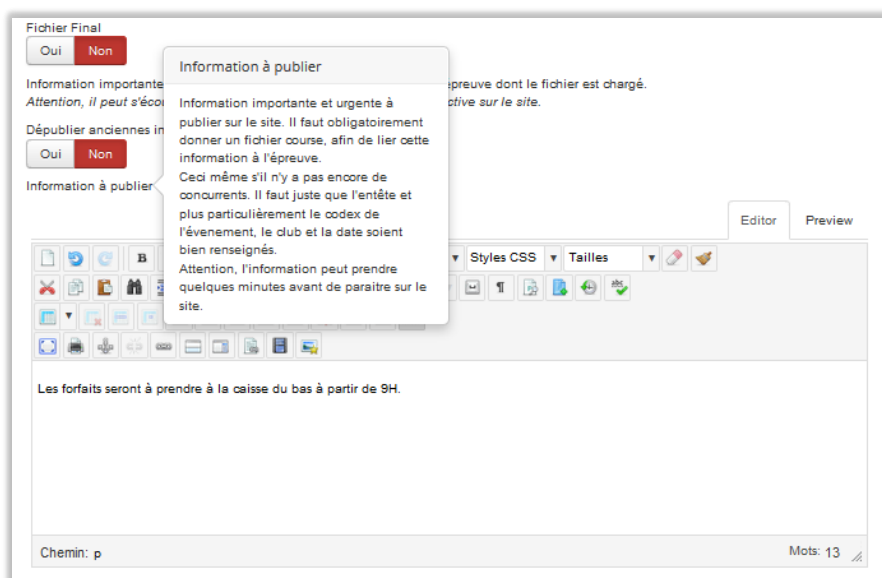 Fichier Final
Oui Non
Information à publier
Information importante epreuve dont le fichier est chargé.
Attention, il peut s'écou ctive sur le site.
Information importante et urgente à
publier sur le site. Il faut obligatoirement
donner un fichier course, afin de lier cette
information à l'épreuve.
Ceci même s'il n'y a pas encore de
concurrents. Il faut juste que l'entête et
plus particulièrement le codex de
l'évenement, le club et la date soient
bien renseignés.
Attention, l'information peut prendre
quelques minutes avant de paraitre sur le
site.
Dépublier anciennes in
Oui Non
Information à publier
Editor Preview
B Styles CSS Tailles
Les forfaits seront à prendre à la caisse du bas à partir de 9H.
Chemin: p Mots: 13